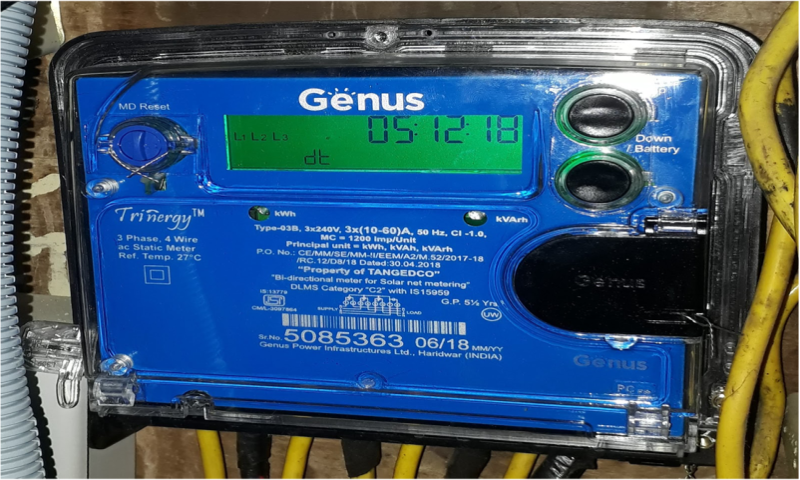 Genus
MD Reset
L1 L2 L3 - 05:12:18
dt
Down
/ Battery
kWh
kVArh
Trinergy™
3 Phase, 4 Wire
ac Static Meter
Ref. Temp. 27°C
Type-03B, 3x240V, 3x(10-60)A, 50 Hz, Cl -1.0,
MC = 1200 imp/Unit
Principal unit = kWh, kVAh, kVArh
P.O. No.: CE/MM/SE/MM-II/EEM/A2/M.52/2017-18
/RC.12/D8/18 Dated:30.04.2018
"Property of TANGEDCO"
"Bi-directional meter for Solar net metering"
DLMS Category "C2" with IS15959
G.P. 5½ Yrs
UW
IS:13779
SUPPLY LOAD
Sr.No. 5085363 06/18 MM/YY
Genus Power Infrastructures Ltd., Haridwar (INDIA)
Genus
Genus